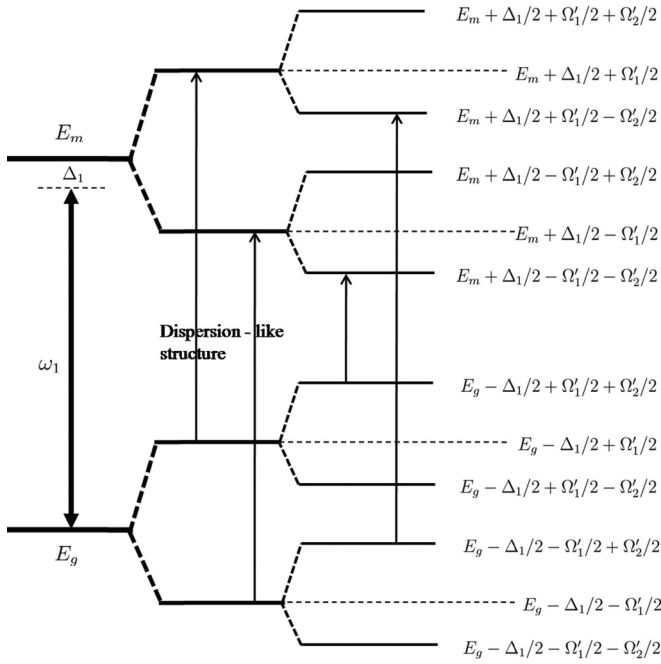 E_m + Δ_1/2 + Ω′_1/2 + Ω′_2/2
E_m + Δ_1/2 + Ω′_1/2
E_m + Δ_1/2 + Ω′_1/2 − Ω′_2/2
E_m
Δ_1
E_m + Δ_1/2 − Ω′_1/2 + Ω′_2/2
E_m + Δ_1/2 − Ω′_1/2
E_m + Δ_1/2 − Ω′_1/2 − Ω′_2/2
Dispersion - like
structure
ω_1
E_g − Δ_1/2 + Ω′_1/2 + Ω′_2/2
E_g − Δ_1/2 + Ω′_1/2
E_g − Δ_1/2 + Ω′_1/2 − Ω′_2/2
E_g
E_g − Δ_1/2 − Ω′_1/2 + Ω′_2/2
E_g − Δ_1/2 − Ω′_1/2
E_g − Δ_1/2 − Ω′_1/2 − Ω′_2/2